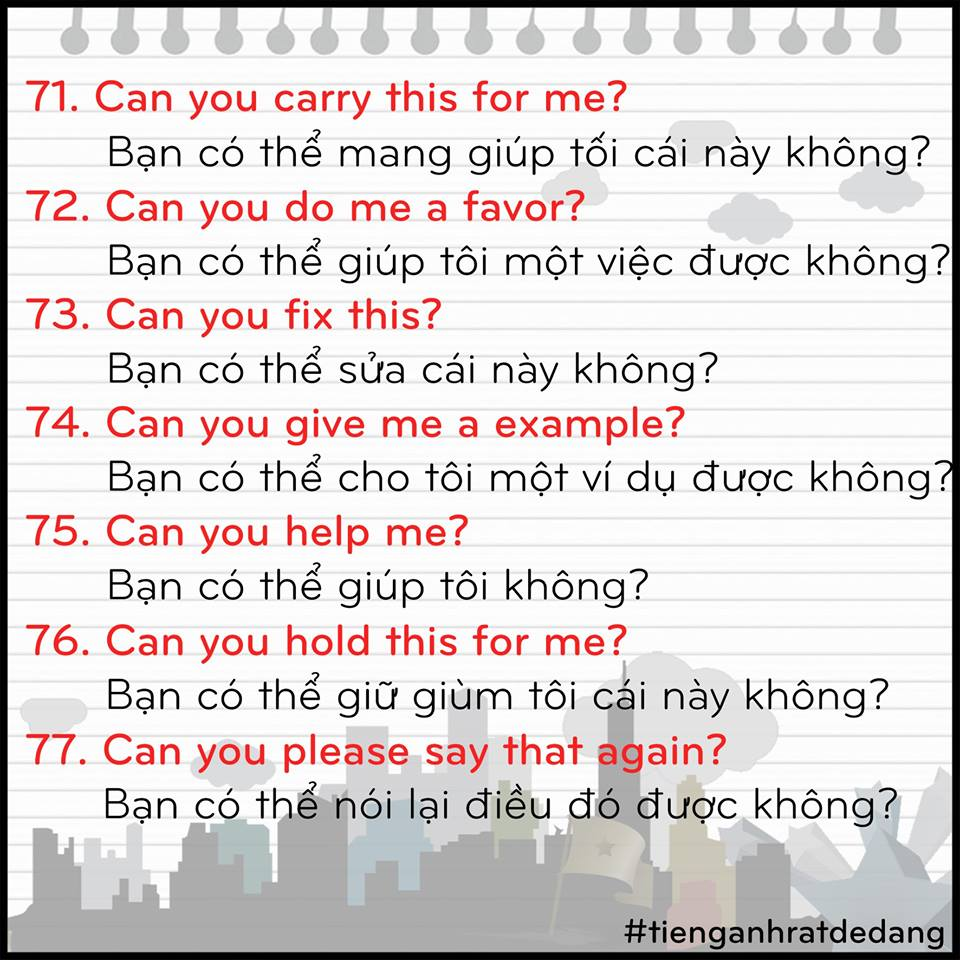 71. Can you carry this for me?
Bạn có thể mang giúp tối cái này không?
72. Can you do me a favor?
Bạn có thể giúp tôi một việc được không?
73. Can you fix this?
Bạn có thể sửa cái này không?
74. Can you give me a example?
Bạn có thể cho tôi một ví dụ được không?
75. Can you help me?
Bạn có thể giúp tôi không?
76. Can you hold this for me?
Bạn có thể giữ giùm tôi cái này không?
77. Can you please say that again?
Bạn có thể nói lại điều đó được không?
#tienganhratdedang